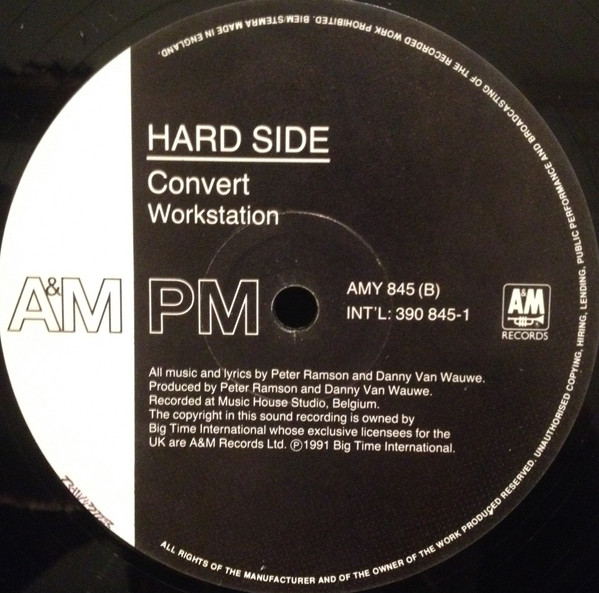 HARD SIDE
Convert
Workstation
A&M PM
AMY 845 (B)
INT'L: 390 845-1
A&M
RECORDS
All music and lyrics by Peter Ramson and Danny Van Wauwe.
Produced by Peter Ramson and Danny Van Wauwe.
Recorded at Music House Studio, Belgium.
The copyright in this sound recording is owned by
Big Time International whose exclusive licensees for the
UK are A&M Records Ltd. ℗1991 Big Time International.
ALL RIGHTS OF THE MANUFACTURER AND OF THE OWNER OF THE WORK PRODUCED RESERVED. UNAUTHORISED COPYING, HIRING, LENDING, PUBLIC PERFORMANCE AND BROADCASTING OF THE RECORDED WORK PROHIBITED. BIEM/STEMRA MADE IN ENGLAND.